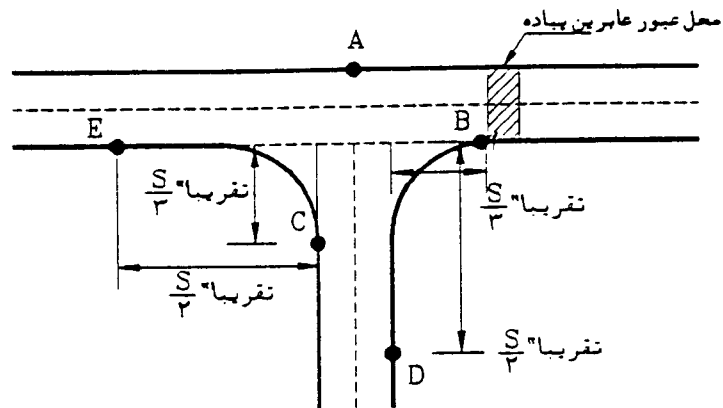 محل عبور عابرین پیاده
A
E
B
تقریبا" S/۳
C
تقریبا" S/۳
تقریبا" S/۲
تقریبا" S/۲
D